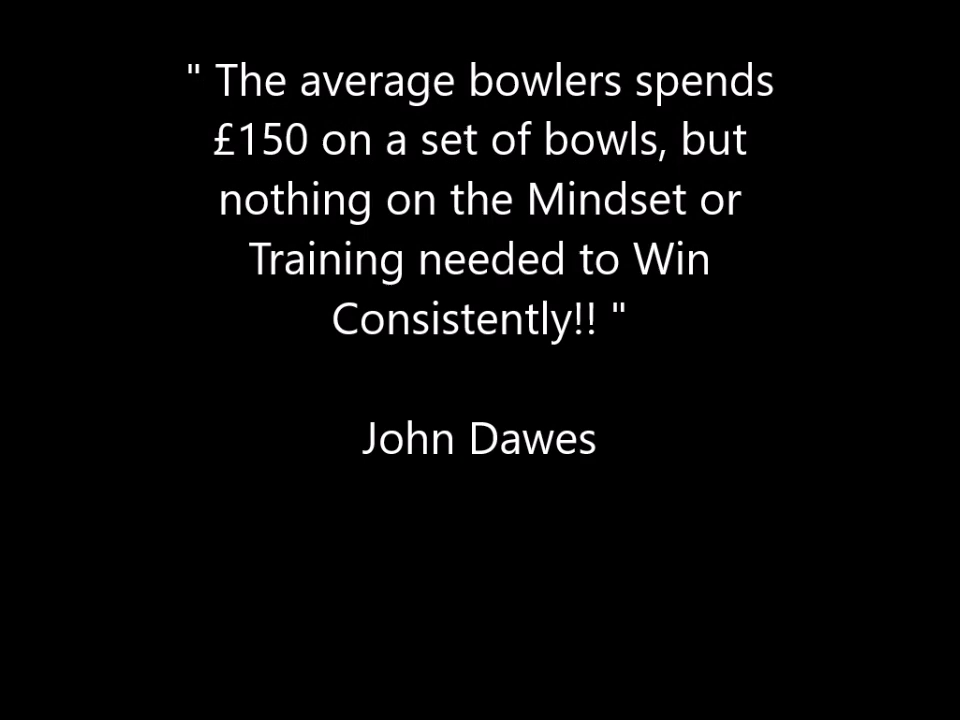 " The average bowlers spends
£150 on a set of bowls, but
nothing on the Mindset or
Training needed to Win
Consistently!! "
John Dawes